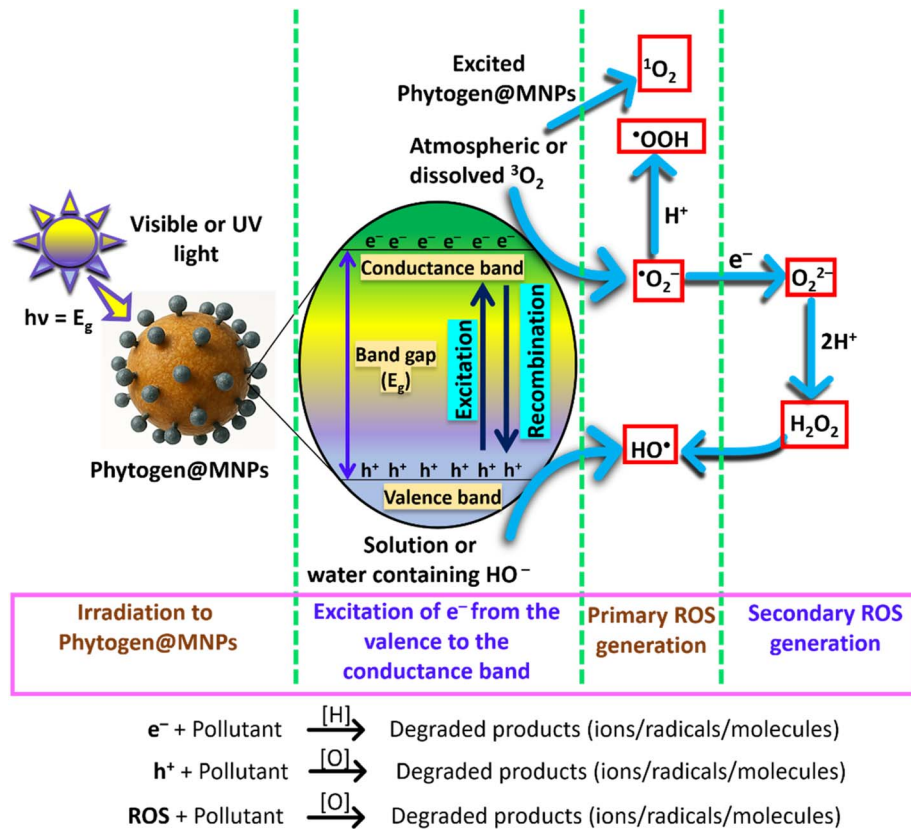 Excited
Phytogen@MNPs
¹O₂
•OOH
Atmospheric or
dissolved ³O₂
H⁺
Visible or UV
light
hν = E_g
e⁻ e⁻ e⁻ e⁻ e⁻ e⁻
Conductance band
•O₂⁻
e⁻
O₂²⁻
Band gap
(E_g)
Excitation
Recombination
2H⁺
Phytogen@MNPs
h⁺ h⁺ h⁺ h⁺ h⁺ h⁺
Valence band
HO•
H₂O₂
Solution or
water containing HO⁻
Irradiation to
Phytogen@MNPs
Excitation of e⁻ from the
valence to the
conductance band
Primary ROS
generation
Secondary ROS
generation
e⁻ + Pollutant [H] → Degraded products (ions/radicals/molecules)
h⁺ + Pollutant [O] → Degraded products (ions/radicals/molecules)
ROS + Pollutant [O] → Degraded products (ions/radicals/molecules)